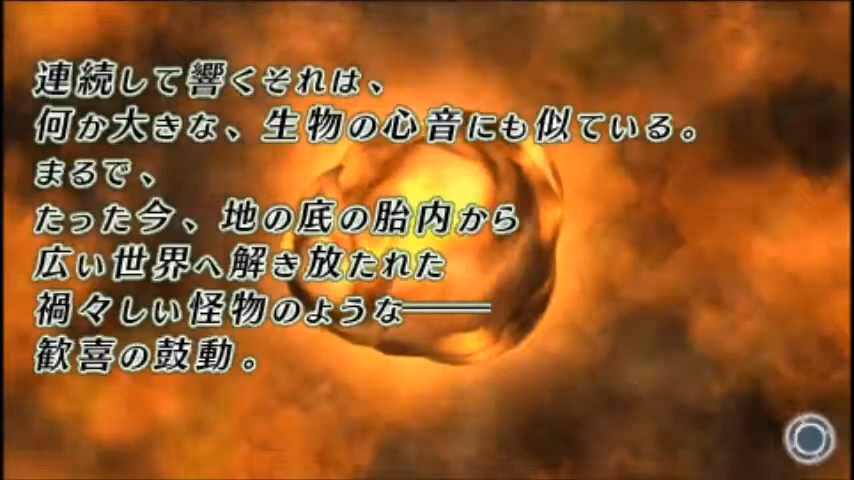 連続して響くそれは、
何か大きな、生物の心音にも似ている。
まるで、
たった今、地の底の胎内から
広い世界へ解き放たれた
禍々しい怪物のような――
歓喜の鼓動。